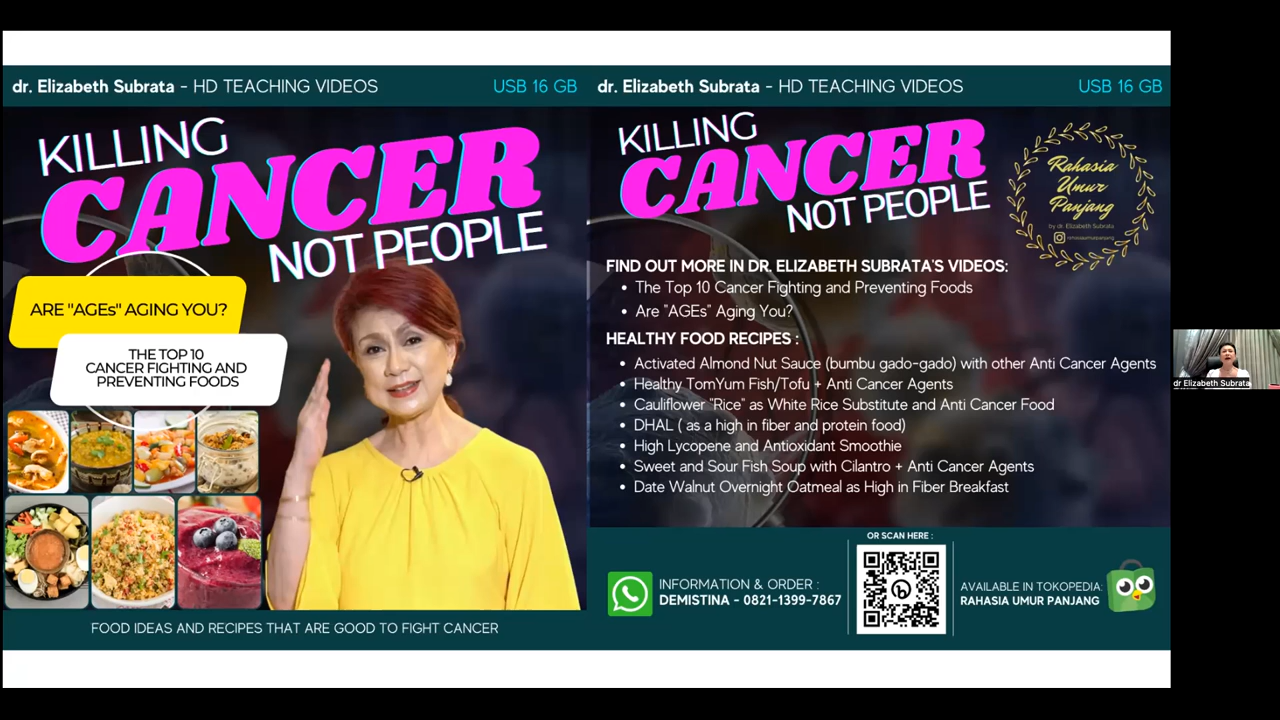 dr. Elizabeth Subrata - HD TEACHING VIDEOS
USB 16 GB
KILLING
CANCER
NOT PEOPLE
ARE "AGEs" AGING YOU?
THE TOP 10
CANCER FIGHTING AND
PREVENTING FOODS
FOOD IDEAS AND RECIPES THAT ARE GOOD TO FIGHT CANCER
dr. Elizabeth Subrata - HD TEACHING VIDEOS
USB 16 GB
KILLING
CANCER
NOT PEOPLE
Rahasia
Umur
Panjang
by dr. Elizabeth Subrata
rahasiaumurpanjang
FIND OUT MORE IN DR. ELIZABETH SUBRATA'S VIDEOS:
• The Top 10 Cancer Fighting and Preventing Foods
• Are "AGEs" Aging You?
HEALTHY FOOD RECIPES :
• Activated Almond Nut Sauce (bumbu gado-gado) with other Anti Cancer Agents
• Healthy TomYum Fish/Tofu + Anti Cancer Agents
• Cauliflower "Rice" as White Rice Substitute and Anti Cancer Food
• DHAL ( as a high in fiber and protein food)
• High Lycopene and Antioxidant Smoothie
• Sweet and Sour Fish Soup with Cilantro + Anti Cancer Agents
• Date Walnut Overnight Oatmeal as High in Fiber Breakfast
INFORMATION & ORDER :
DEMISTINA - 0821-1399-7867
OR SCAN HERE :
AVAILABLE IN TOKOPEDIA:
RAHASIA UMUR PANJANG
dr Elizabeth Subrata